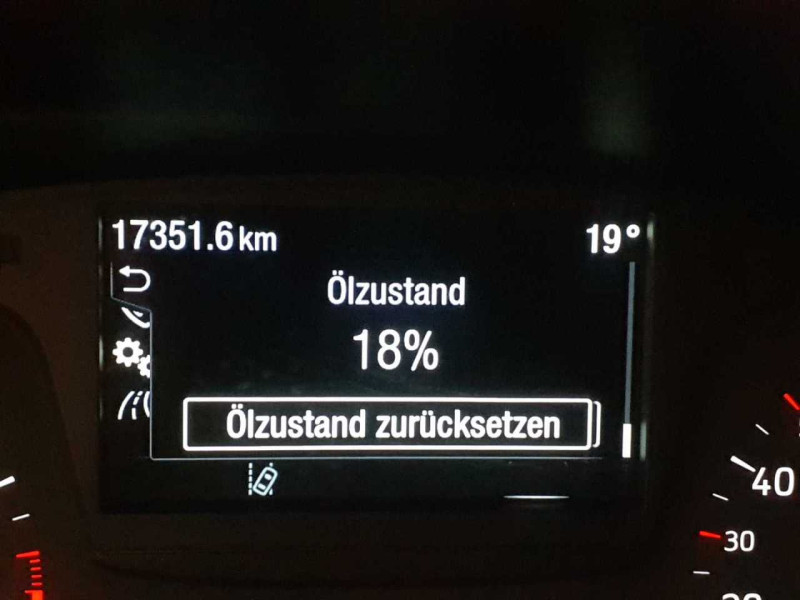 17351.6 km 19°
Ölzustand
18%
Ölzustand zurücksetzen
40
30